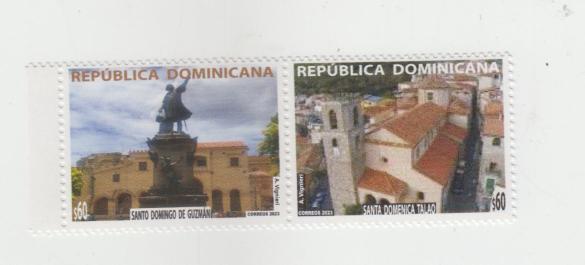 REPÚBLICA DOMINICANA
A. Vignieri
$60
SANTO DOMINGO DE GUZMÁN
CORREOS 2023
REPÚBLICA DOMINICANA
A. Vignieri
CORREOS 2023
SANTA DOMENICA TALAO
$60